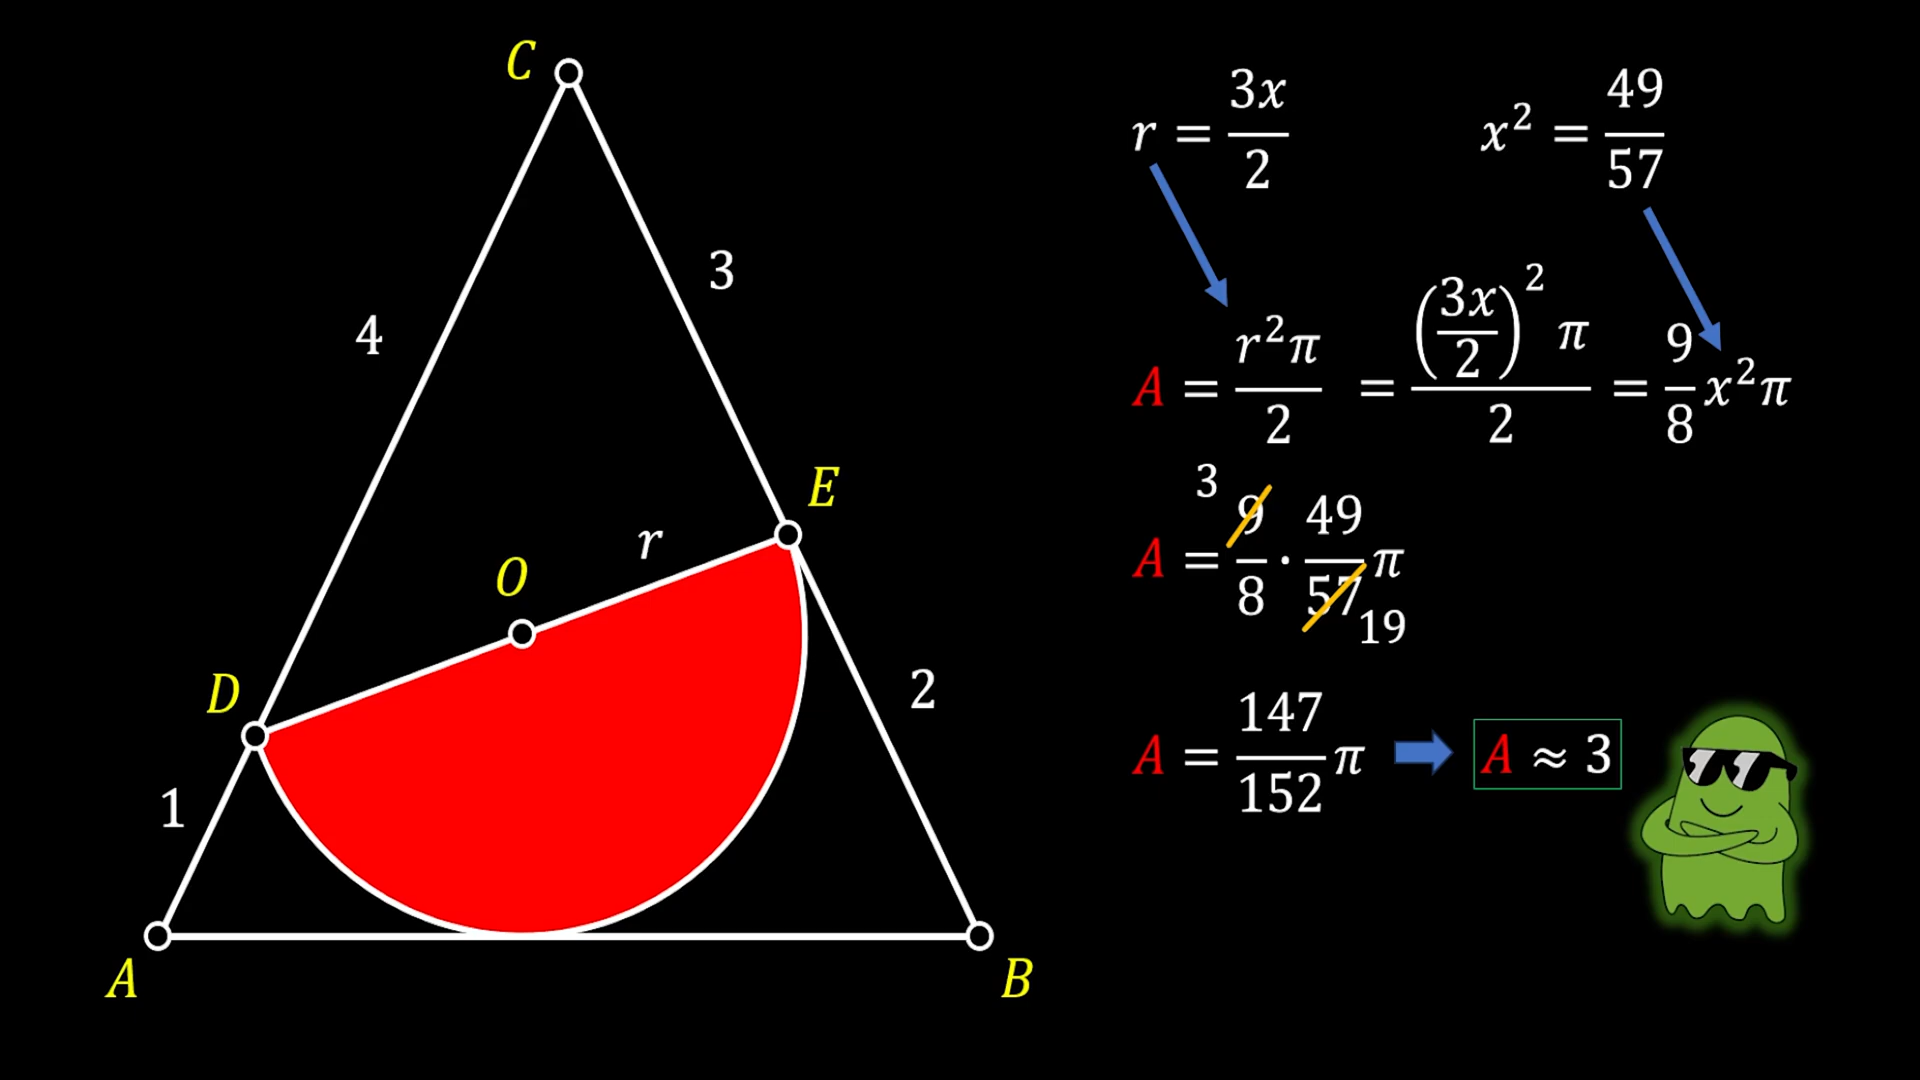 C
4
3
E
r
O
D
1
2
A
B
r = 3x/2
x² = 49/57
A = r²π/2 = (3x/2)² π/2 = 9/8 x²π
3
A = 9/8 · 49/57 π
19
A = 147/152 π
A ≈ 3